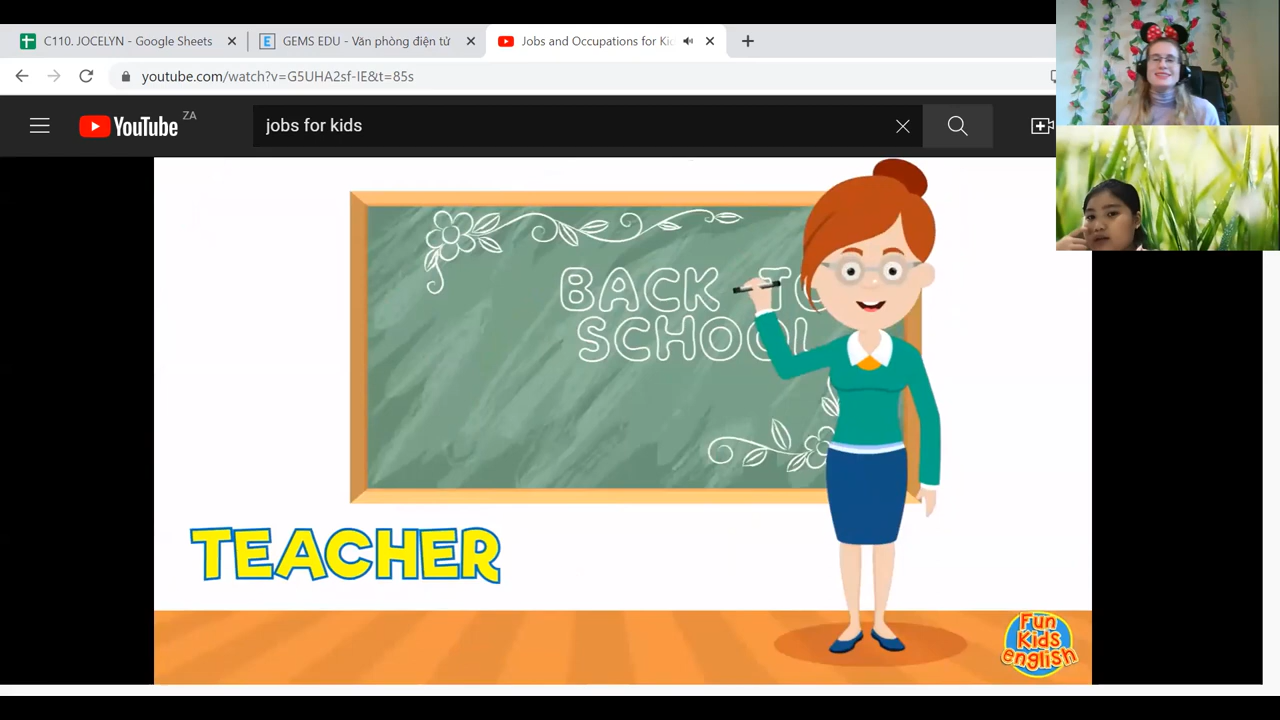 C110. JOCELYN - Google Sheets
GEMS EDU - Văn phòng điện tử
Jobs and Occupations for Ki
youtube.com/watch?v=G5UHA2sf-IE&t=85s
YouTube ZA
jobs for kids
BACK TO
SCHOOL
TEACHER
Fun
Kids
english